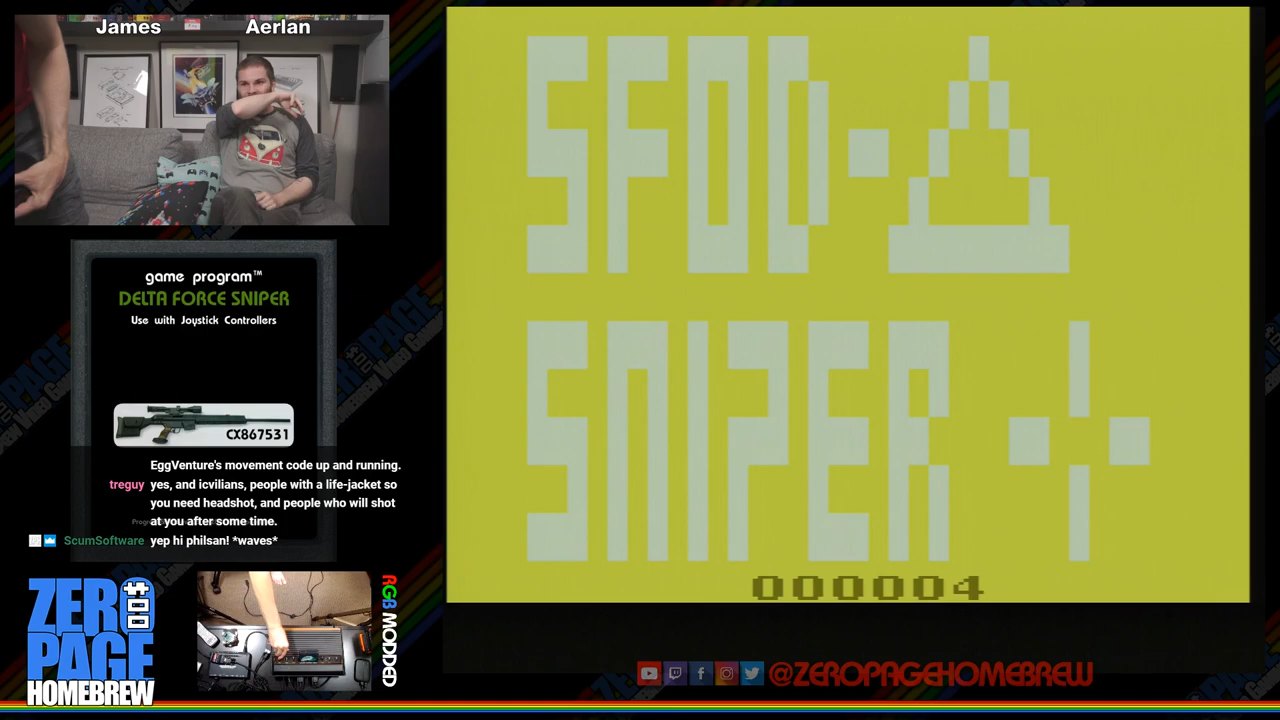 James
Aerlan
game program™
DELTA FORCE SNIPER
Use with Joystick Controllers
CX867531
EggVenture's movement code up and running.
treguy yes, and icvilians, people with a life-jacket so
you need headshot, and people who will shot
at you after some time.
ScumSoftware yep hi philsan! *waves*
ZERO
PAGE
HOMEBREW
RGB MODDED
SFOD-Δ
SNIPER
000004
@ZEROPAGEHOMEBREW